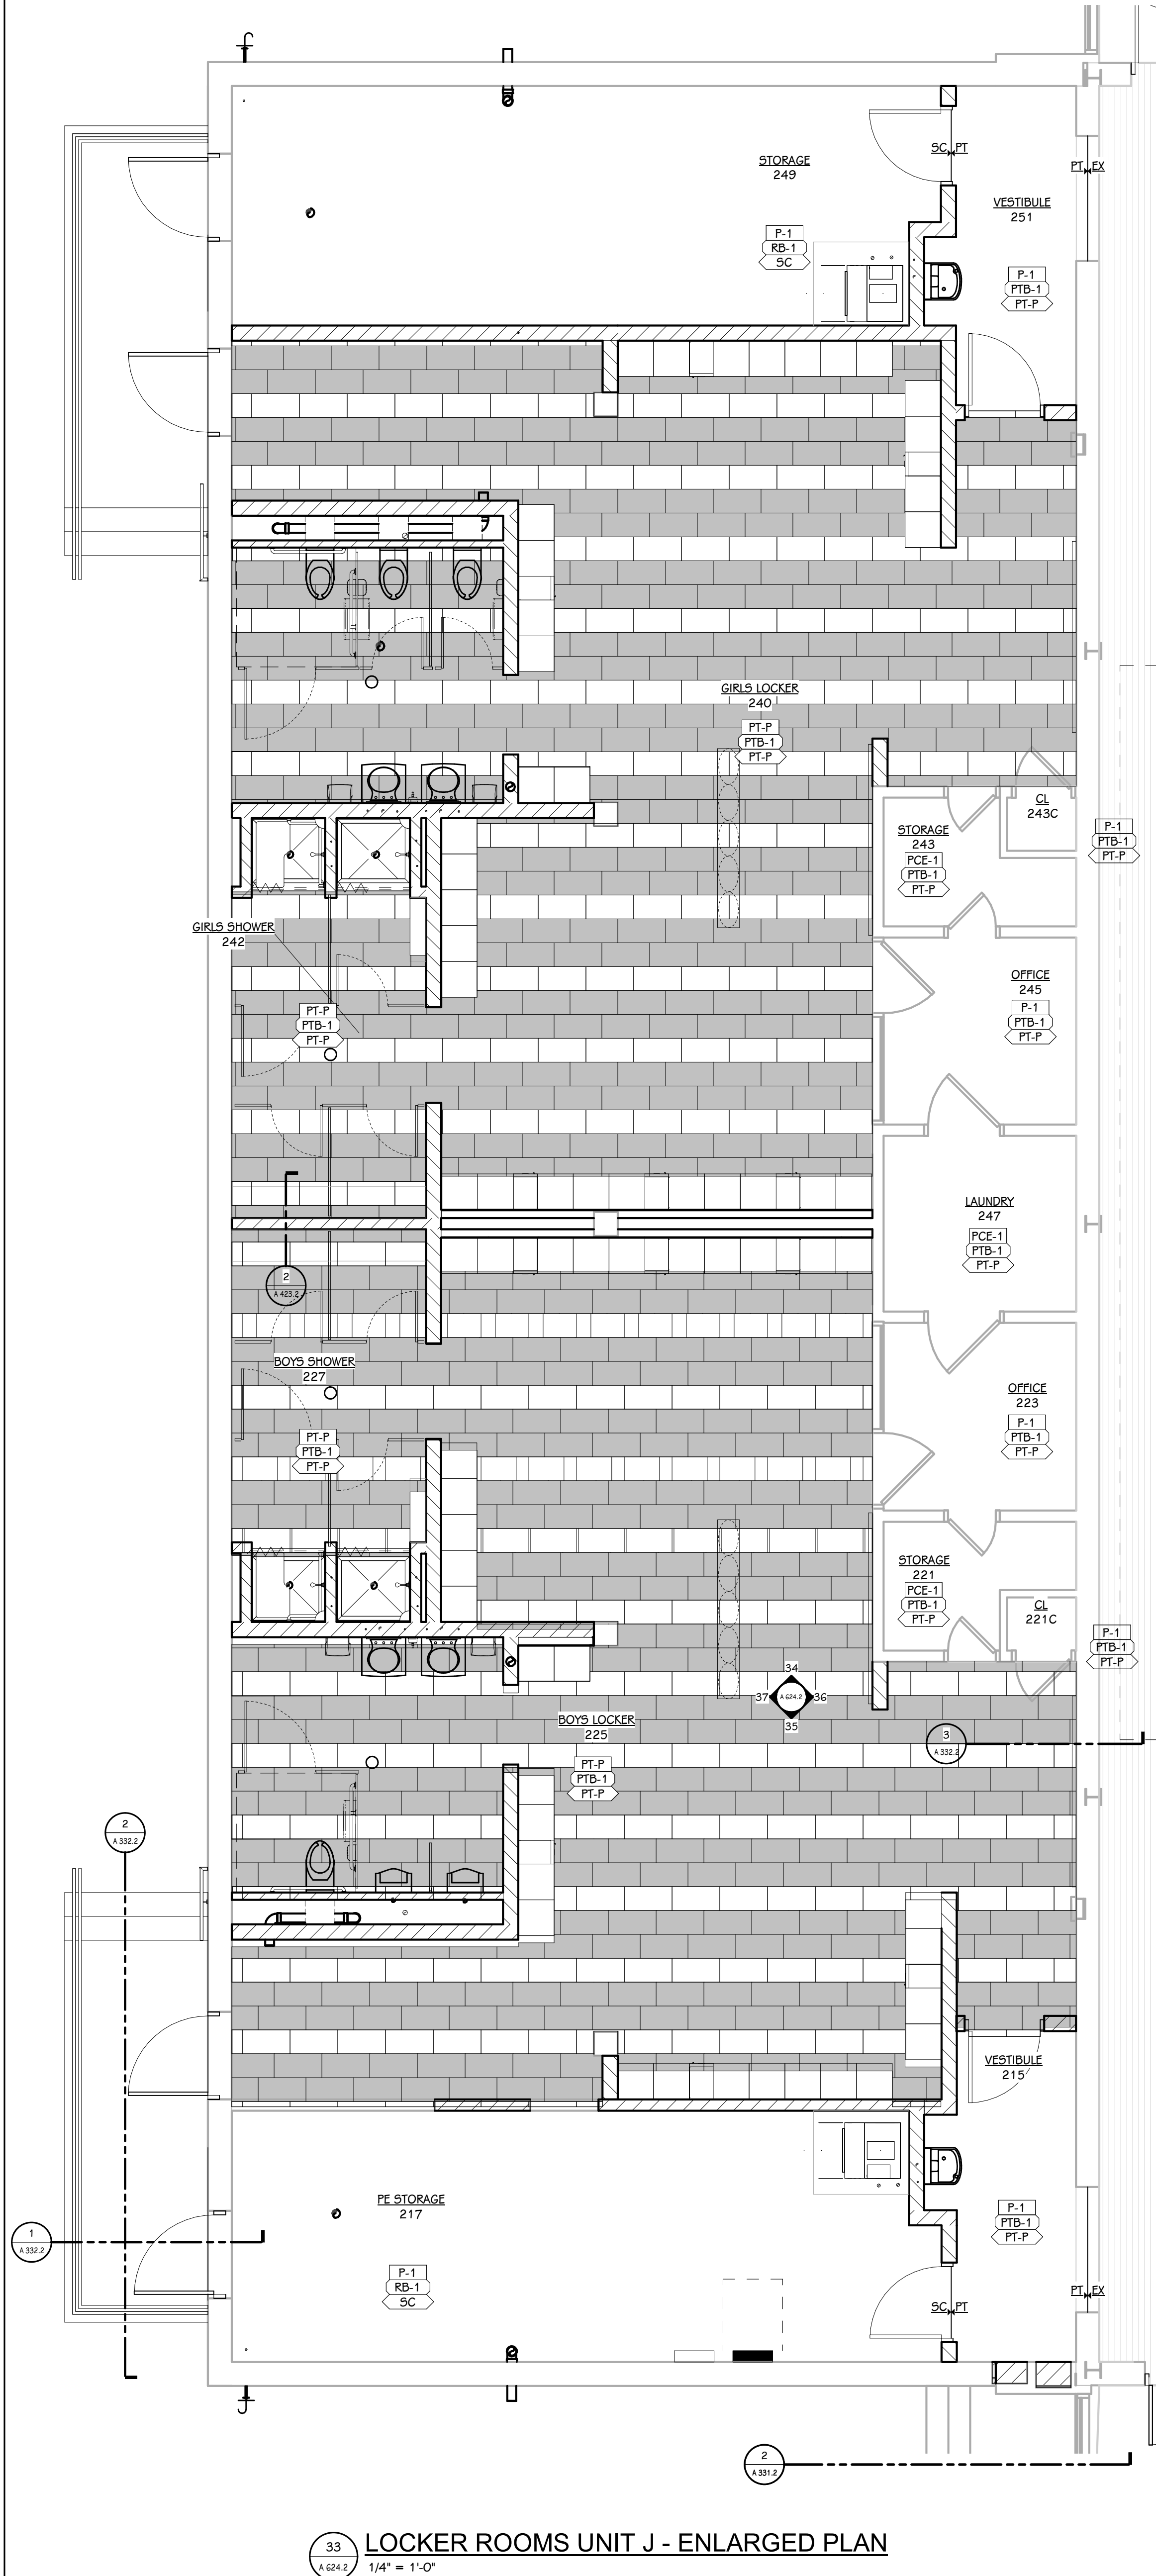 STORAGE
249
SC PT
PT EX
VESTIBULE
251
P-1
RB-1
SC
P-1
PTB-1
PT-P
GIRLS LOCKER
240
PT-P
PTB-1
PT-P
CL
243C
STORAGE
243
PCE-1
PTB-1
PT-P
P-1
PTB-1
PT-P
GIRLS SHOWER
242
PT-P
PTB-1
PT-P
OFFICE
245
P-1
PTB-1
PT-P
LAUNDRY
247
PCE-1
PTB-1
PT-P
2
A 423.2
BOYS SHOWER
227
PT-P
PTB-1
PT-P
OFFICE
223
P-1
PTB-1
PT-P
STORAGE
221
PCE-1
PTB-1
PT-P
CL
221C
P-1
PTB-1
PT-P
34
37 A 624.2 36
35
BOYS LOCKER
225
PT-P
PTB-1
PT-P
3
A 332.2
2
A 332.2
VESTIBULE
215
PE STORAGE
217
P-1
PTB-1
PT-P
1
A 332.2
P-1
RB-1
SC
PT EX
SC PT
2
A 331.2
33
A 624.2
LOCKER ROOMS UNIT J - ENLARGED PLAN
1/4" = 1'-0"